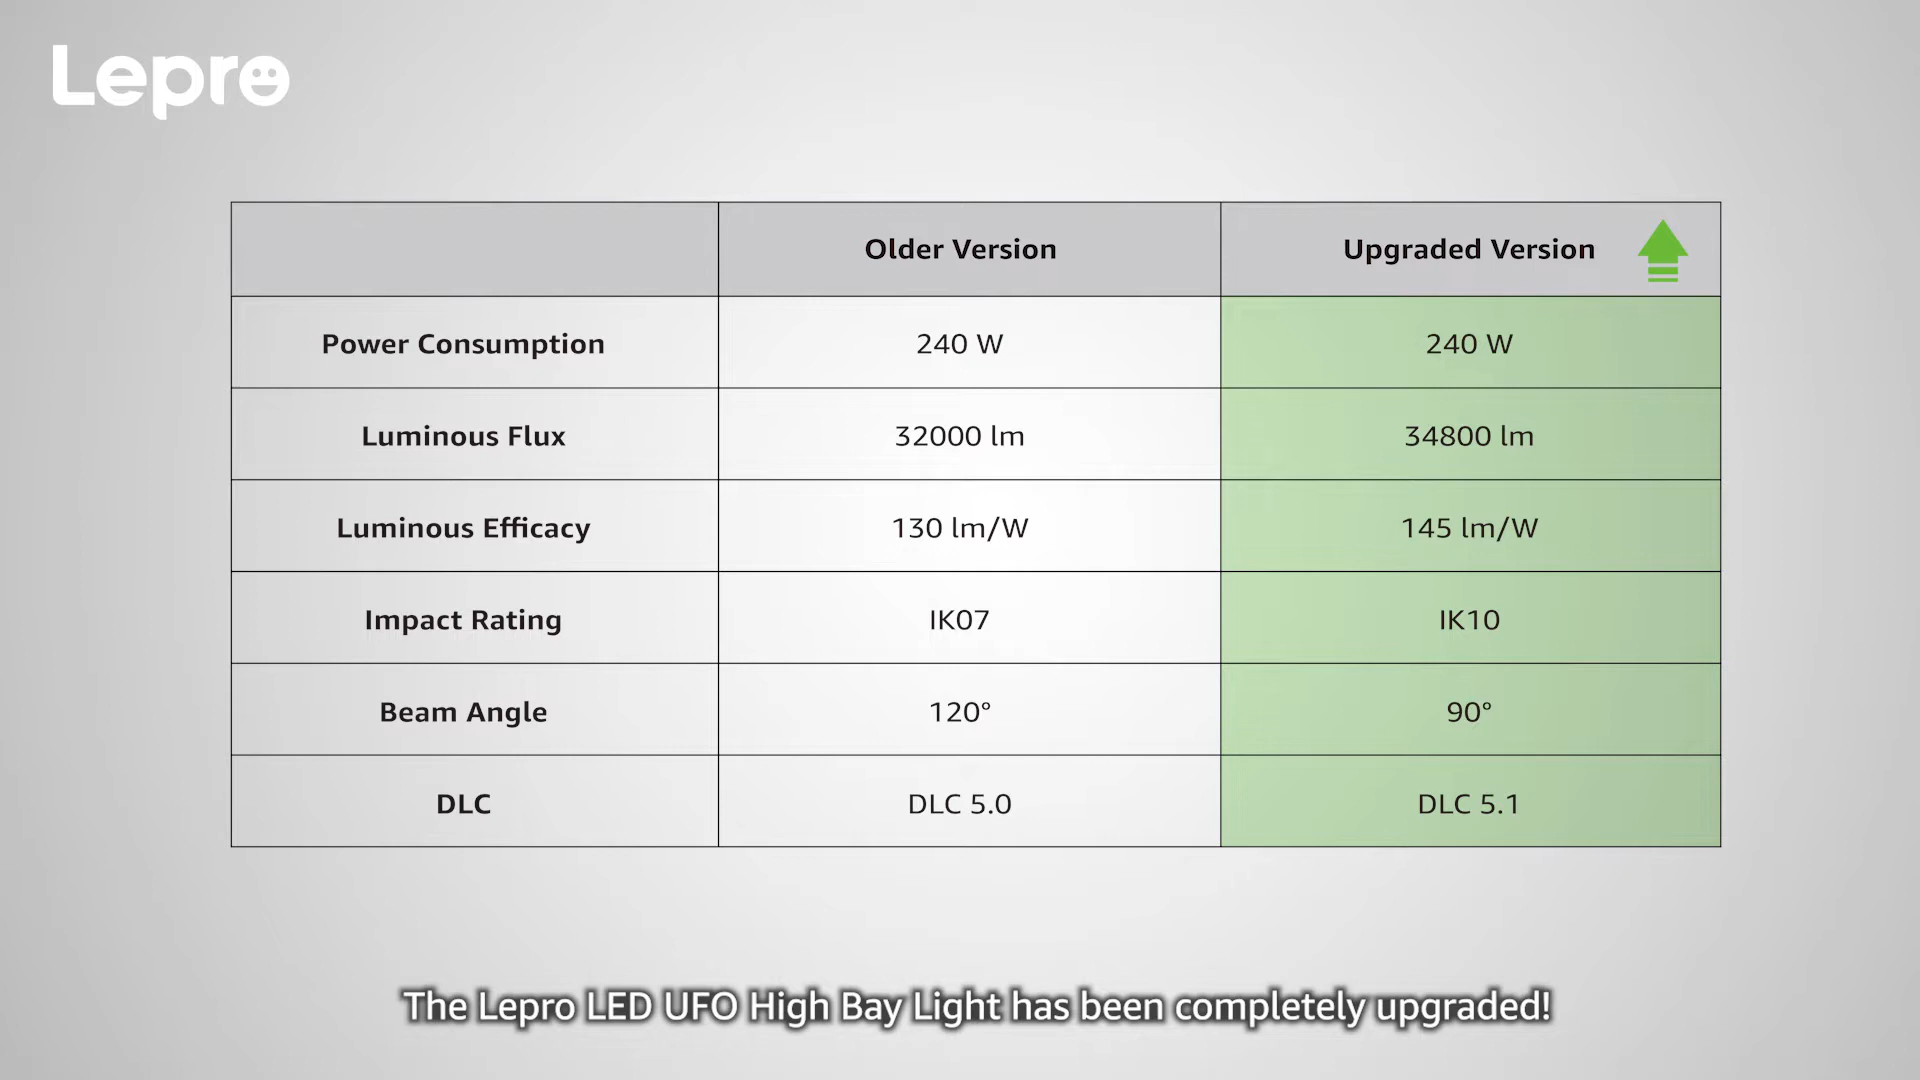 Lepro
Older Version
Upgraded Version
Power Consumption
240 W
240 W
Luminous Flux
32000 lm
34800 lm
Luminous Efficacy
130 lm/W
145 lm/W
Impact Rating
IK07
IK10
Beam Angle
120°
90°
DLC
DLC 5.0
DLC 5.1
The Lepro LED UFO High Bay Light has been completely upgraded!